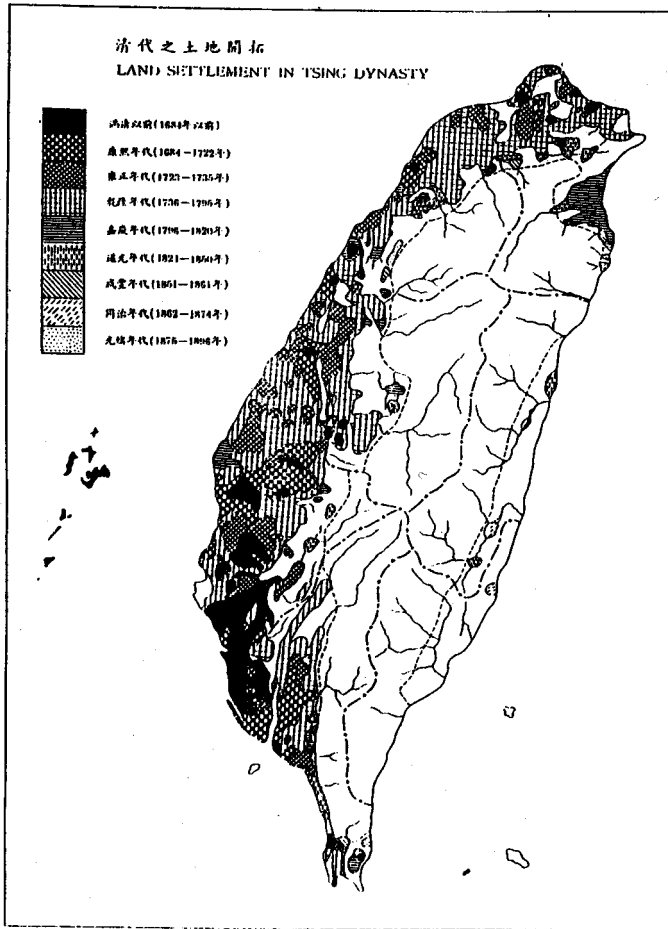 清代之土地開拓
LAND SETTLEMENT IN TSING DYNASTY
滿清以前(1684年以前)
康熙年代(1684－1722年)
雍正年代(1723－1735年)
乾隆年代(1736－1795年)
嘉慶年代(1796－1820年)
道光年代(1821－1850年)
咸豐年代(1851－1861年)
同治年代(1862－1874年)
光緒年代(1875－1896年)